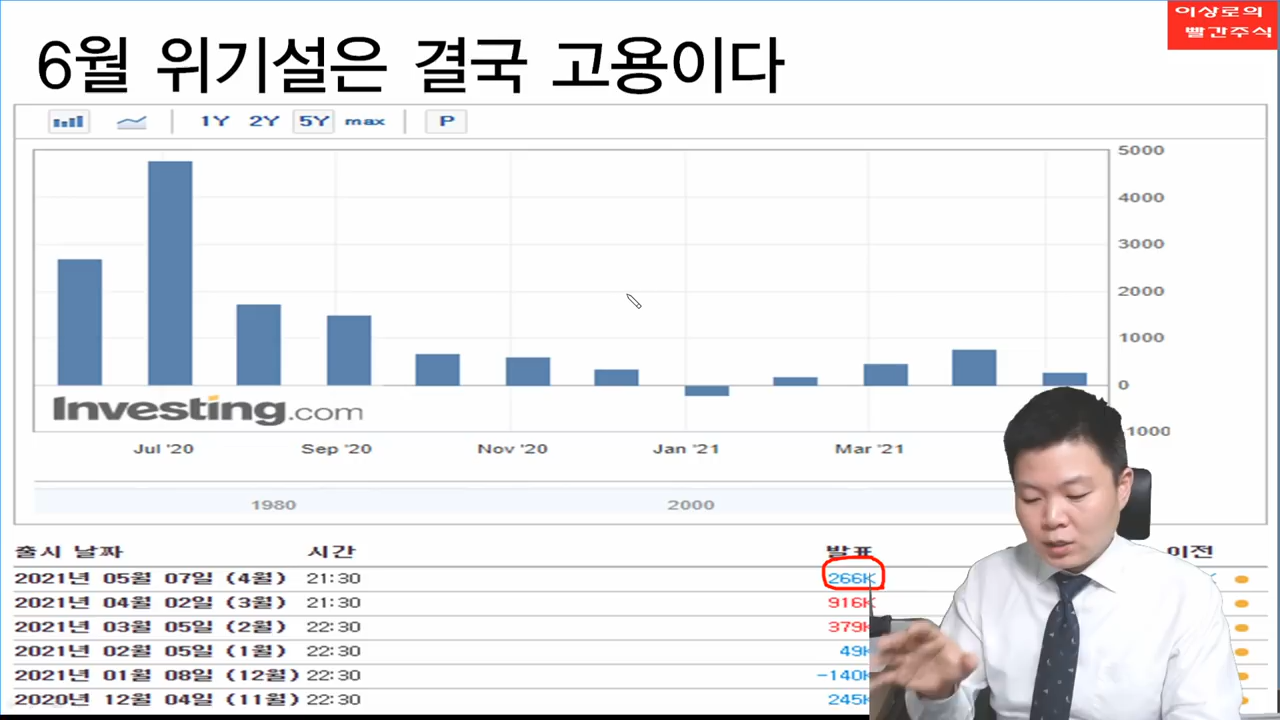 이상로의
빨간주식
6월 위기설은 결국 고용이다
1Y 2Y 5Y max P
5000
4000
3000
2000
1000
0
1000
Investing.com
Jul '20 Sep '20 Nov '20 Jan '21 Mar '21
1980 2000
출시 날짜 시간 발표 이전
2021년 05월 07일 (4월) 21:30 266K
2021년 04월 02일 (3월) 21:30 916K
2021년 03월 05일 (2월) 22:30 379K
2021년 02월 05일 (1월) 22:30 49K
2021년 01월 08일 (12월) 22:30 -140K
2020년 12월 04일 (11월) 22:30 245K